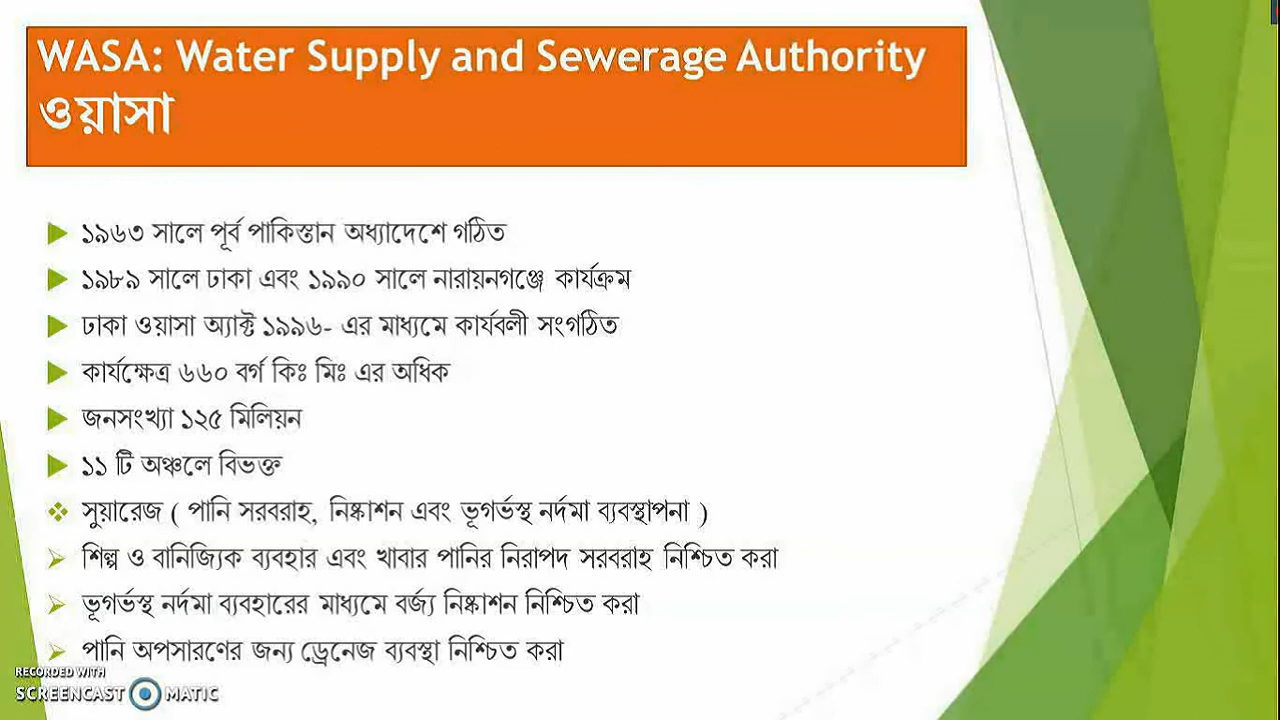 WASA: Water Supply and Sewerage Authority
ওয়াসা
১৯৬৩ সালে পূর্ব পাকিস্তান অধ্যাদেশে গঠিত
১৯৮৯ সালে ঢাকা এবং ১৯৯০ সালে নারায়নগঞ্জে কার্যক্রম
ঢাকা ওয়াসা অ্যাক্ট ১৯৯৬- এর মাধ্যমে কার্যবলী সংগঠিত
কার্যক্ষেত্র ৬৬০ বর্গ কিঃ মিঃ এর অধিক
জনসংখ্যা ১২৫ মিলিয়ন
১১ টি অঞ্চলে বিভক্ত
সুয়ারেজ ( পানি সরবরাহ, নিষ্কাশন এবং ভূগর্ভস্থ নর্দমা ব্যবস্থাপনা )
শিল্প ও বানিজ্যিক ব্যবহার এবং খাবার পানির নিরাপদ সরবরাহ নিশ্চিত করা
ভূগর্ভস্থ নর্দমা ব্যবহারের মাধ্যমে বর্জ্য নিষ্কাশন নিশ্চিত করা
পানি অপসারণের জন্য ড্রেনেজ ব্যবস্থা নিশ্চিত করা
RECORDED WITH
SCREENCAST MATIC